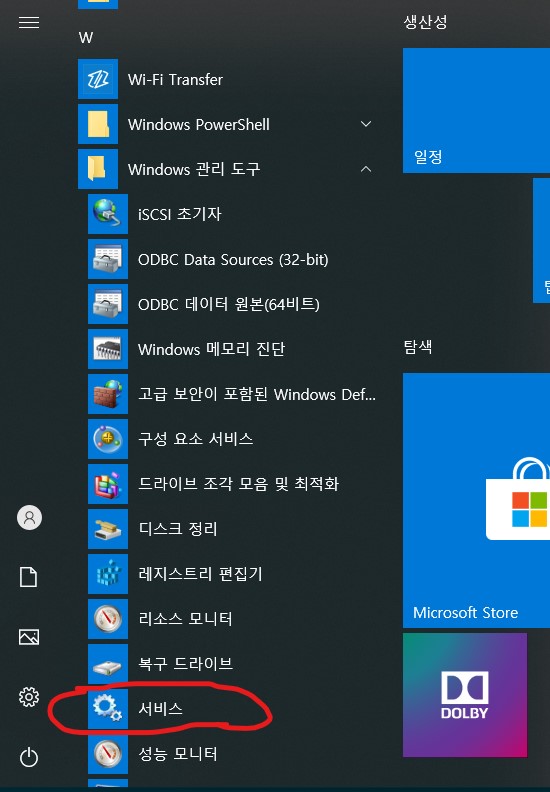 W
Wi-Fi Transfer
Windows PowerShell
Windows 관리 도구
iSCSI 초기자
ODBC Data Sources (32-bit)
ODBC 데이터 원본(64비트)
Windows 메모리 진단
고급 보안이 포함된 Windows Def...
구성 요소 서비스
드라이브 조각 모음 및 최적화
디스크 정리
레지스트리 편집기
리소스 모니터
복구 드라이브
서비스
성능 모니터
생산성
일정
탐색
Microsoft Store
DOLBY